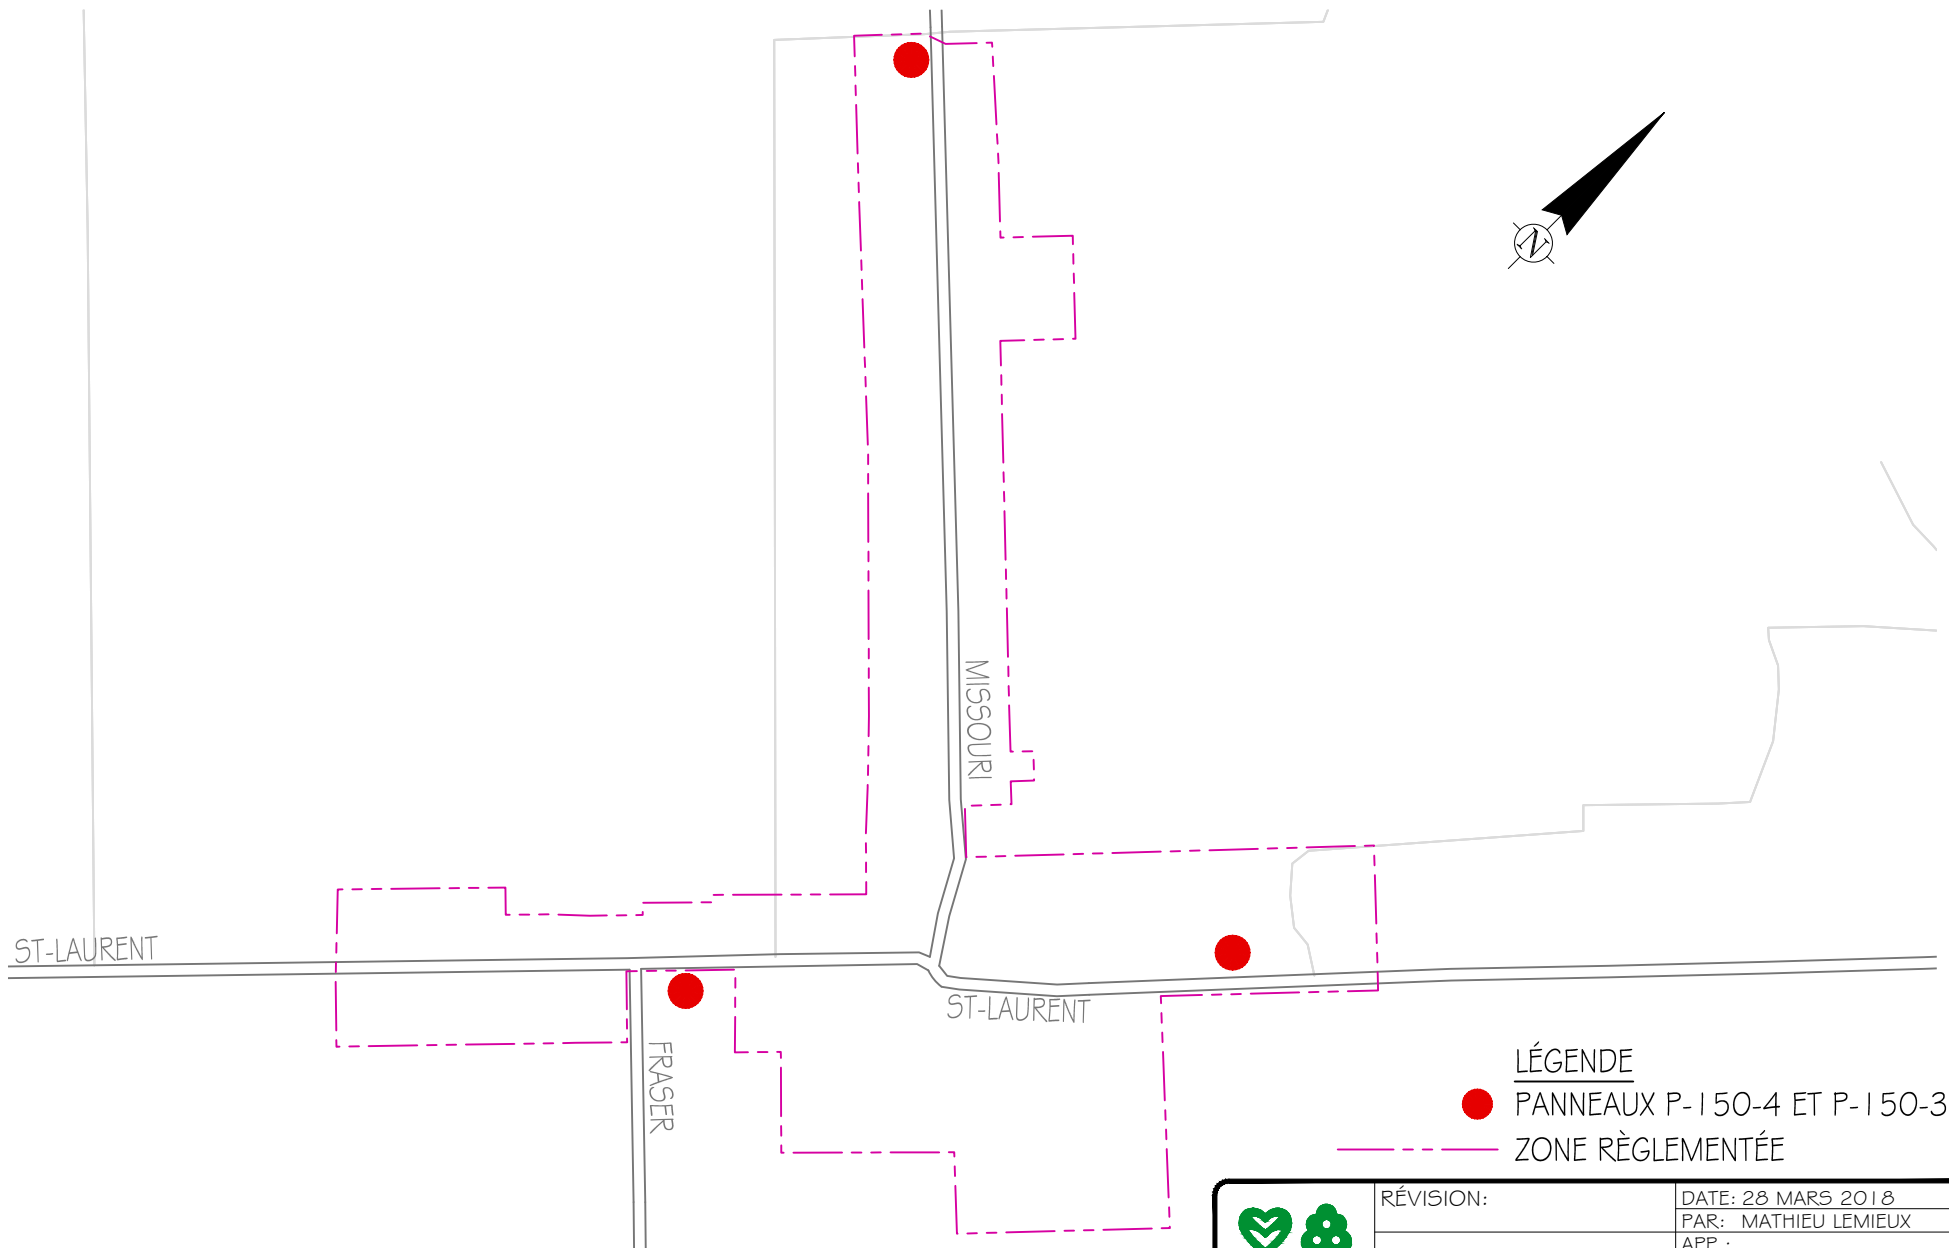 N
MISSOURI
ST-LAURENT
ST-LAURENT
FRASER
LÉGENDE
PANNEAUX P-150-4 ET P-150-3
ZONE RÈGLEMENTÉE
RÉVISION:
DATE: 28 MARS 2018
PAR: MATHIEU LEMIEUX
APP.: